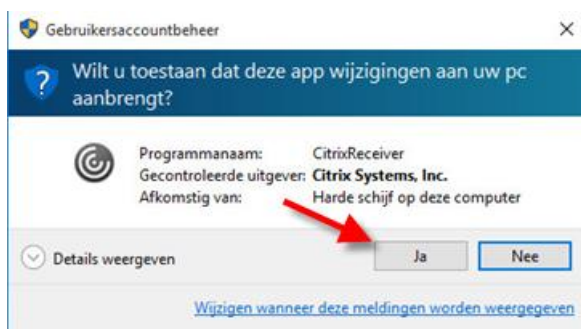 Gebruikersaccountbeheer
Wilt u toestaan dat deze app wijzigingen aan uw pc
aanbrengt?
Programmanaam: CitrixReceiver
Gecontroleerde uitgever: Citrix Systems, Inc.
Afkomstig van: Harde schijf op deze computer
Details weergeven Ja Nee
Wijzigen wanneer deze meldingen worden weergegeven